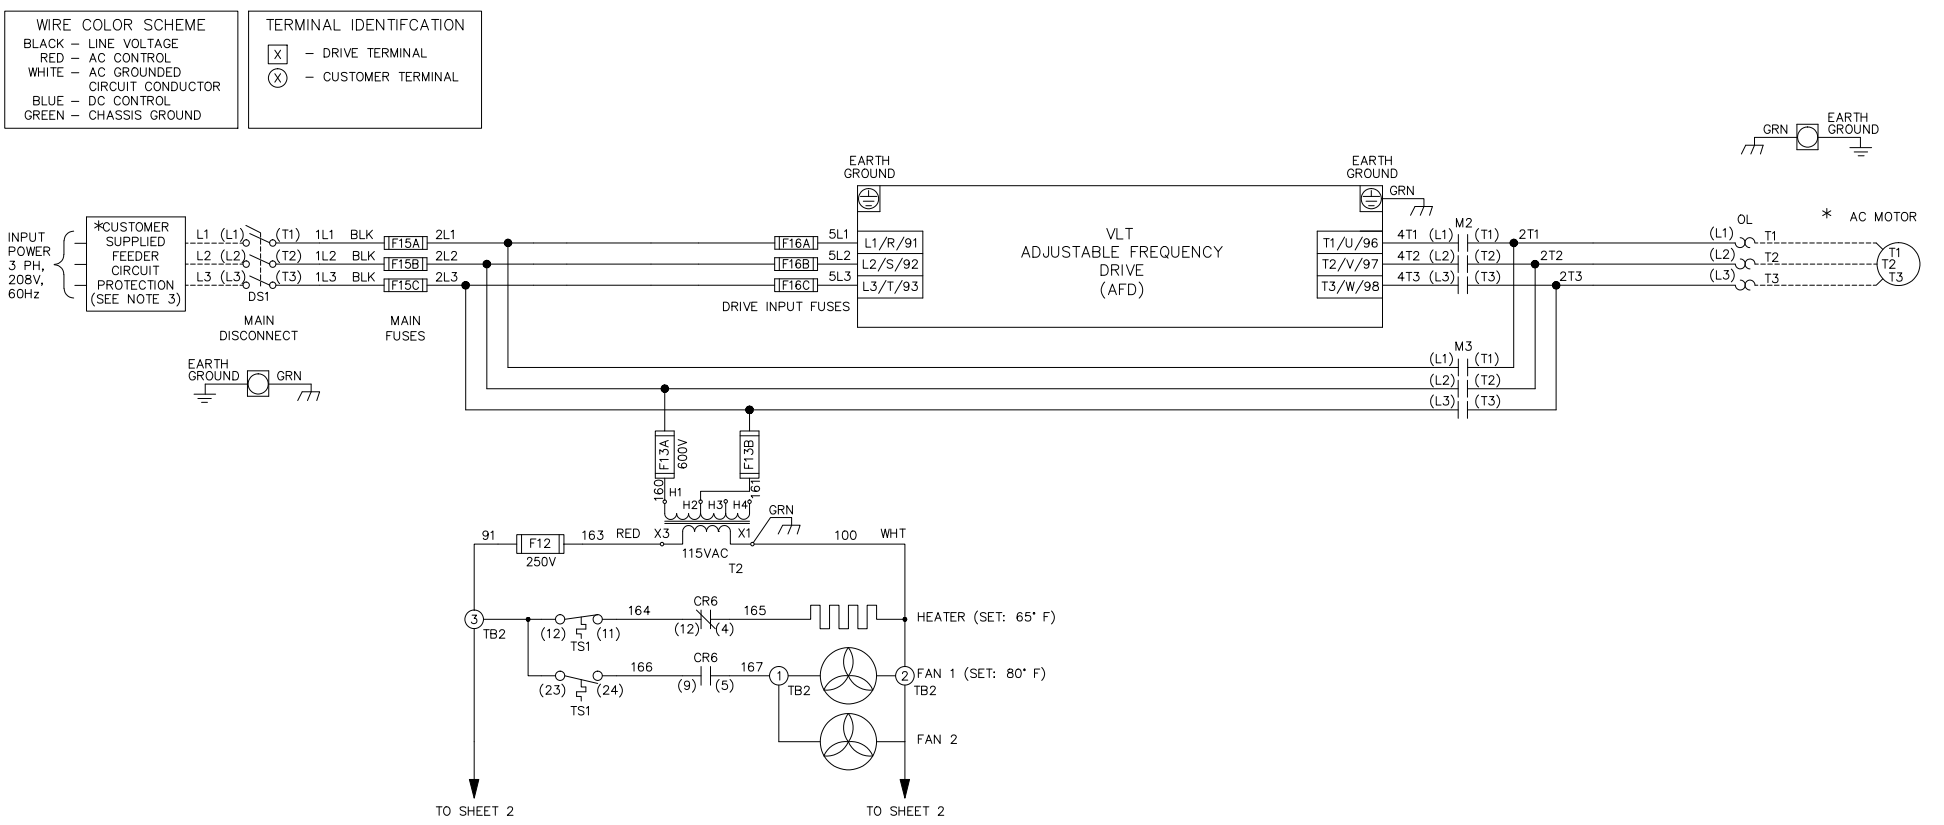 WIRE COLOR SCHEME
BLACK – LINE VOLTAGE
RED – AC CONTROL
WHITE – AC GROUNDED
CIRCUIT CONDUCTOR
BLUE – DC CONTROL
GREEN – CHASSIS GROUND
TERMINAL IDENTIFCATION
X – DRIVE TERMINAL
X – CUSTOMER TERMINAL
GRN
EARTH
GROUND
EARTH
GROUND
EARTH
GROUND
GRN
INPUT
POWER
3 PH,
208V,
60Hz
*CUSTOMER
SUPPLIED
FEEDER
CIRCUIT
PROTECTION
(SEE NOTE 3)
L1 (L1) (T1) 1L1 BLK F15A 2L1 F16A 5L1 L1/R/91
L2 (L2) (T2) 1L2 BLK F15B 2L2 F16B 5L2 L2/S/92
L3 (L3) (T3) 1L3 BLK F15C 2L3 F16C 5L3 L3/T/93
DS1
MAIN
DISCONNECT
MAIN
FUSES
DRIVE INPUT FUSES
VLT
ADJUSTABLE FREQUENCY
DRIVE
(AFD)
M2
T1/U/96 4T1 (L1) (T1) 2T1
T2/V/97 4T2 (L2) (T2) 2T2
T3/W/98 4T3 (L3) (T3) 2T3
OL
(L1) T1
(L2) T2
(L3) T3
* AC MOTOR
T1
T2
T3
M3
(L1) (T1)
(L2) (T2)
(L3) (T3)
EARTH
GROUND
GRN
F13A
600V
F13B
160
161
H1
H2 H3 H4
GRN
91 F12 163 RED X3 X1 100 WHT
250V
115VAC
T2
3
TB2
(12) (11)
TS1
164
CR6
(12) (4)
165
HEATER (SET: 65° F)
(23) (24)
TS1
166
CR6
(9) (5)
167
1
TB2
2
TB2
FAN 1 (SET: 80° F)
FAN 2
TO SHEET 2
TO SHEET 2